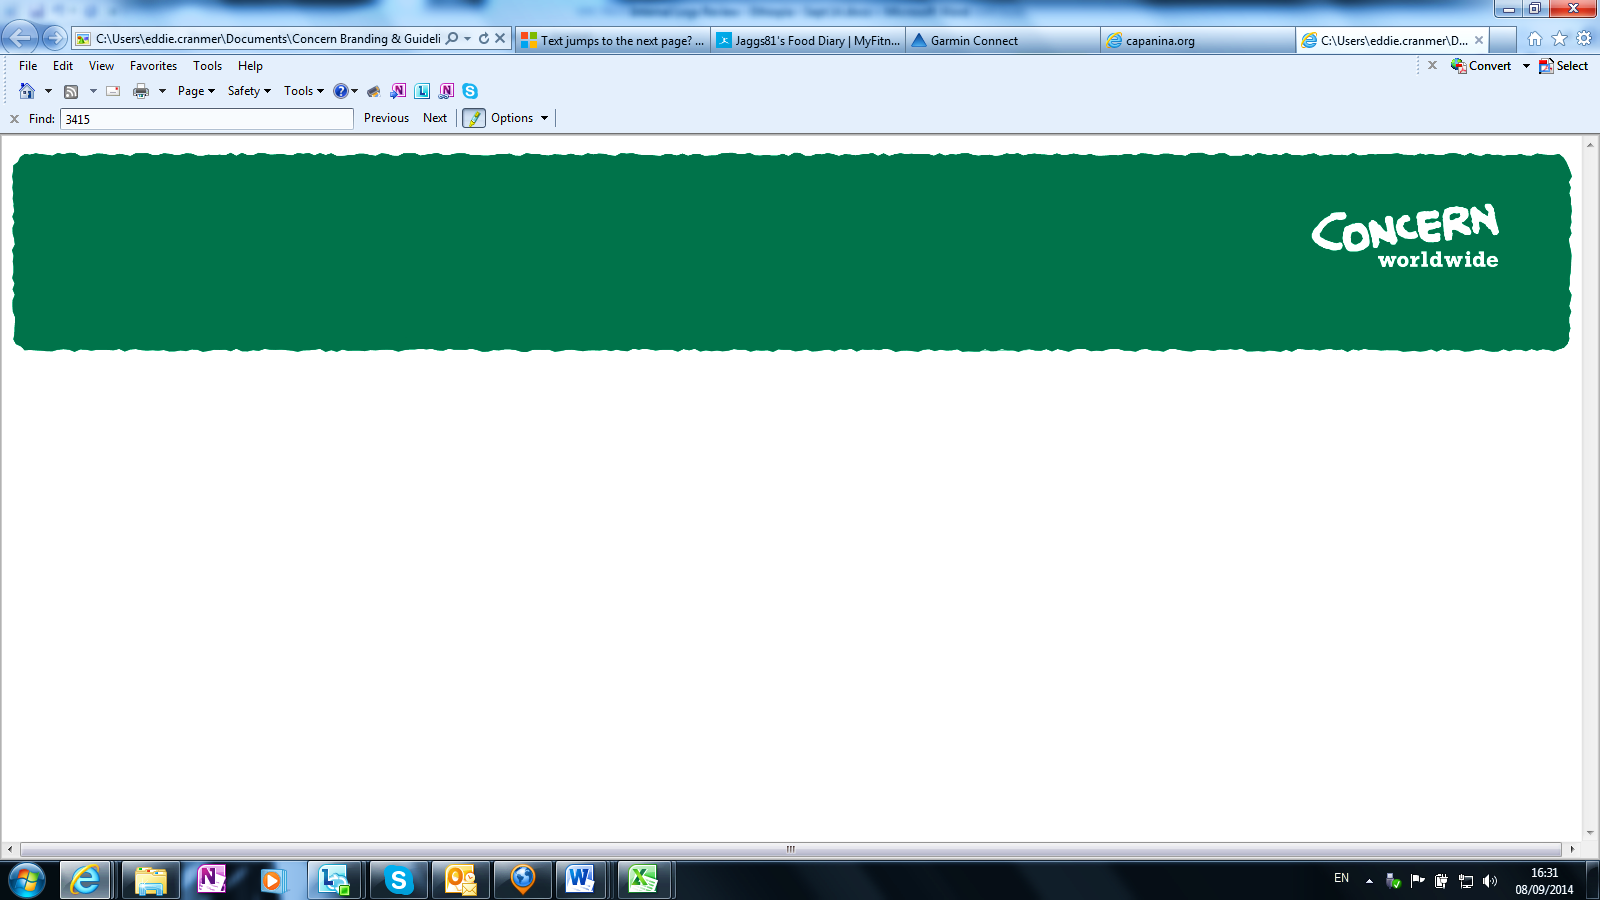 C:\Users\eddie.cranmer\Documents\Concern Branding & Guideli
Text jumps to the next page? ...
Jaggs81's Food Diary | MyFitn...
Garmin Connect
capanina.org
C:\Users\eddie.cranmer\D...
File Edit View Favorites Tools Help
Convert Select
Page Safety Tools
Find: 3415 Previous Next Options
CONCERN
worldwide
EN
16:31
08/09/2014